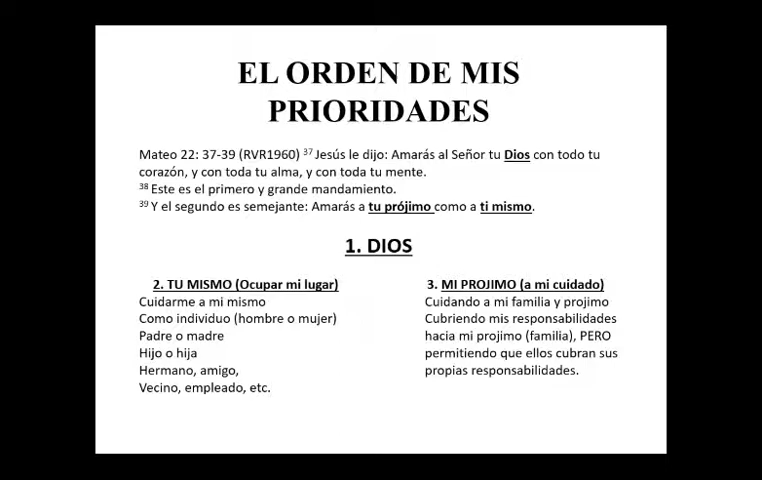 EL ORDEN DE MIS
PRIORIDADES
Mateo 22: 37-39 (RVR1960) ³⁷ Jesús le dijo: Amarás al Señor tu Dios con todo tu
corazón, y con toda tu alma, y con toda tu mente.
³⁸ Este es el primero y grande mandamiento.
³⁹ Y el segundo es semejante: Amarás a tu prójimo como a ti mismo.
1. DIOS
2. TU MISMO (Ocupar mi lugar)
Cuidarme a mi mismo
Como individuo (hombre o mujer)
Padre o madre
Hijo o hija
Hermano, amigo,
Vecino, empleado, etc.
3. MI PROJIMO (a mi cuidado)
Cuidando a mi familia y projimo
Cubriendo mis responsabilidades
hacia mi projimo (familia), PERO
permitiendo que ellos cubran sus
propias responsabilidades.